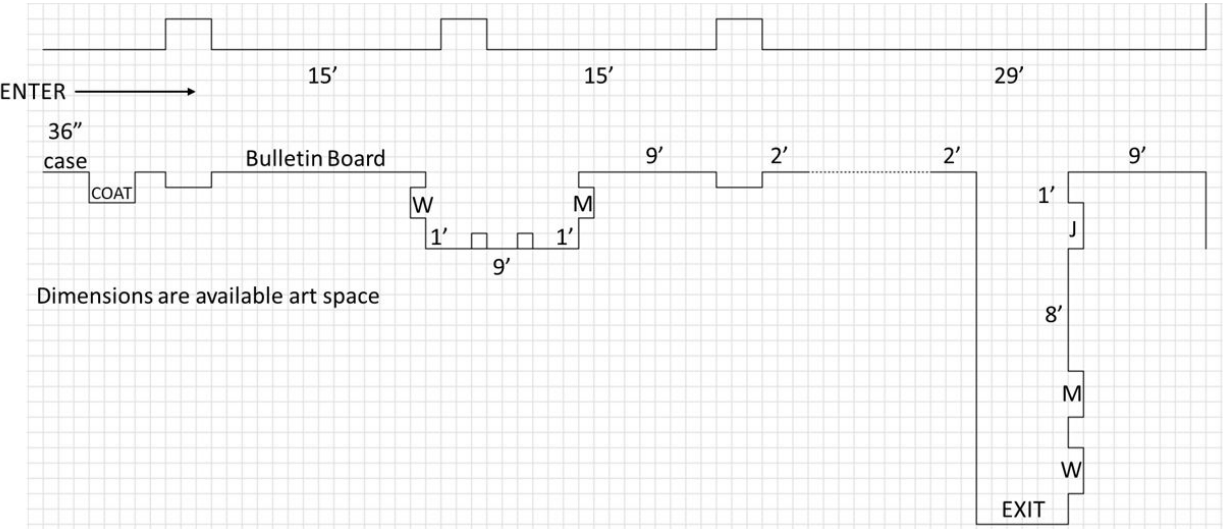 15’
15’
29’
ENTER
36”
case
COAT
Bulletin Board
W
1’
9’
1’
M
9’
2’
2’
9’
1’
J
8’
M
W
EXIT
Dimensions are available art space